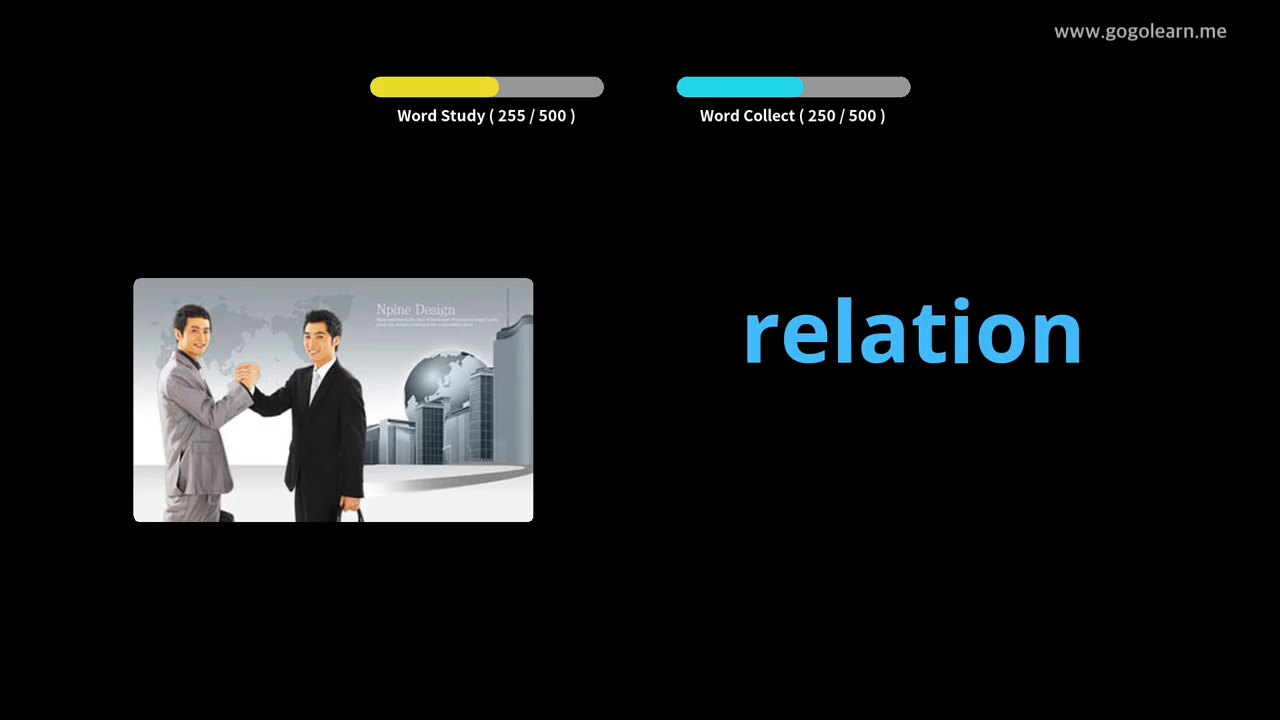 www.gogolearn.me
Word Study ( 255 / 500 )
Word Collect ( 250 / 500 )
Npine Design
relation